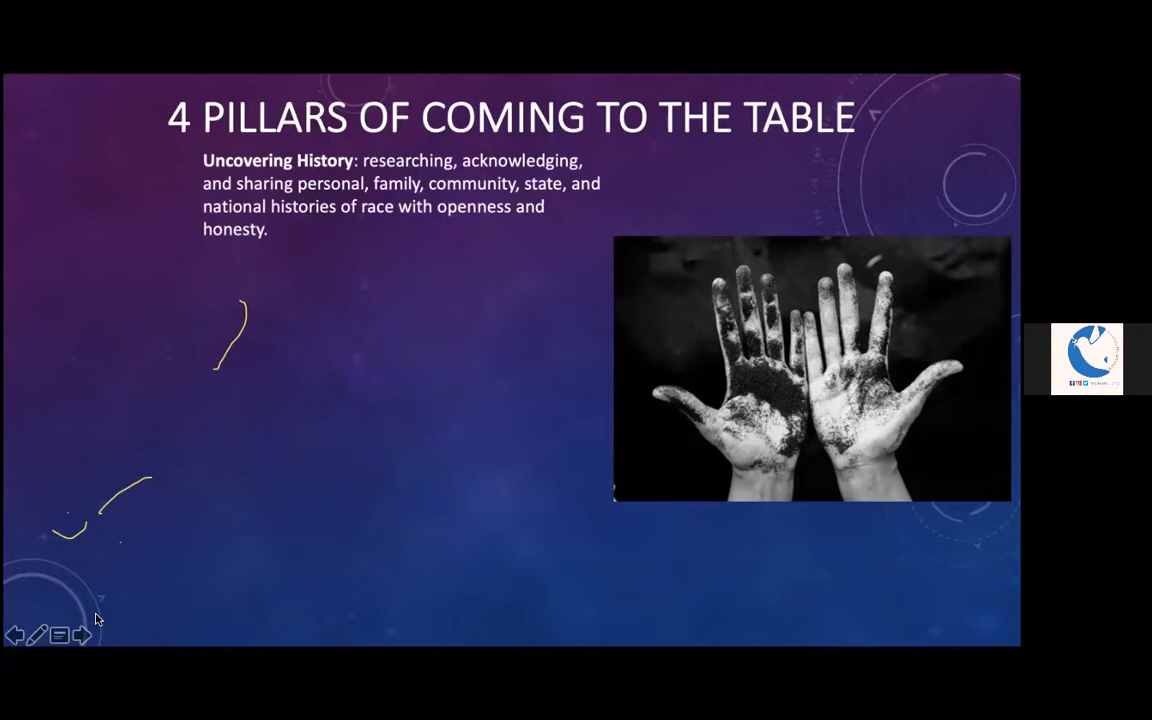 4 PILLARS OF COMING TO THE TABLE
Uncovering History: researching, acknowledging,
and sharing personal, family, community, state, and
national histories of race with openness and
honesty.